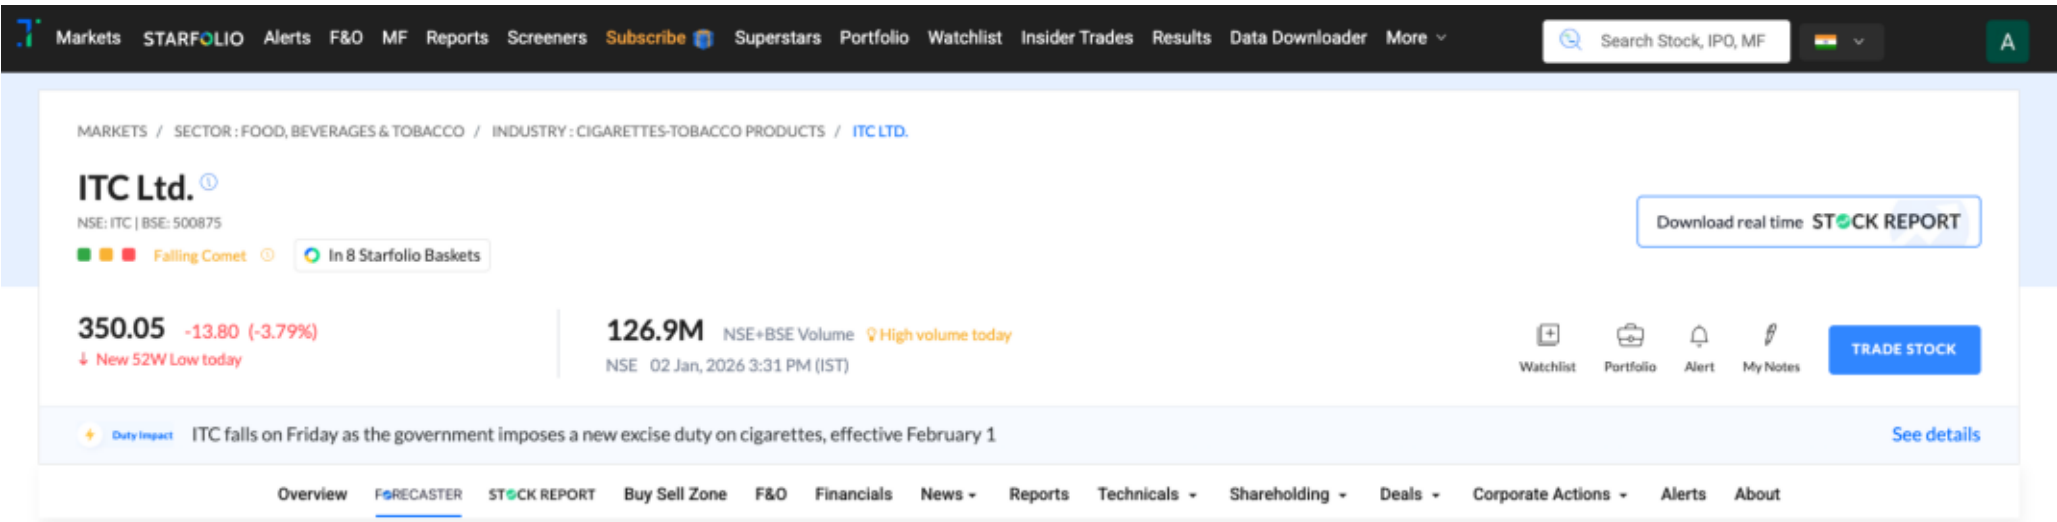 Markets STARFOLIO Alerts F&O MF Reports Screeners Subscribe Superstars Portfolio Watchlist Insider Trades Results Data Downloader More Search Stock, IPO, MF A
MARKETS / SECTOR : FOOD, BEVERAGES & TOBACCO / INDUSTRY : CIGARETTES-TOBACCO PRODUCTS / ITC LTD.
ITC Ltd.
NSE: ITC | BSE: 500875
Download real time STOCK REPORT
Falling Comet In 8 Starfolio Baskets
350.05 -13.80 (-3.79%)
↓ New 52W Low today
126.9M NSE+BSE Volume High volume today
NSE 02 Jan, 2026 3:31 PM (IST)
Watchlist Portfolio Alert My Notes TRADE STOCK
Duty Impact ITC falls on Friday as the government imposes a new excise duty on cigarettes, effective February 1 See details
Overview FORECASTER STOCK REPORT Buy Sell Zone F&O Financials News Reports Technicals Shareholding Deals Corporate Actions Alerts About